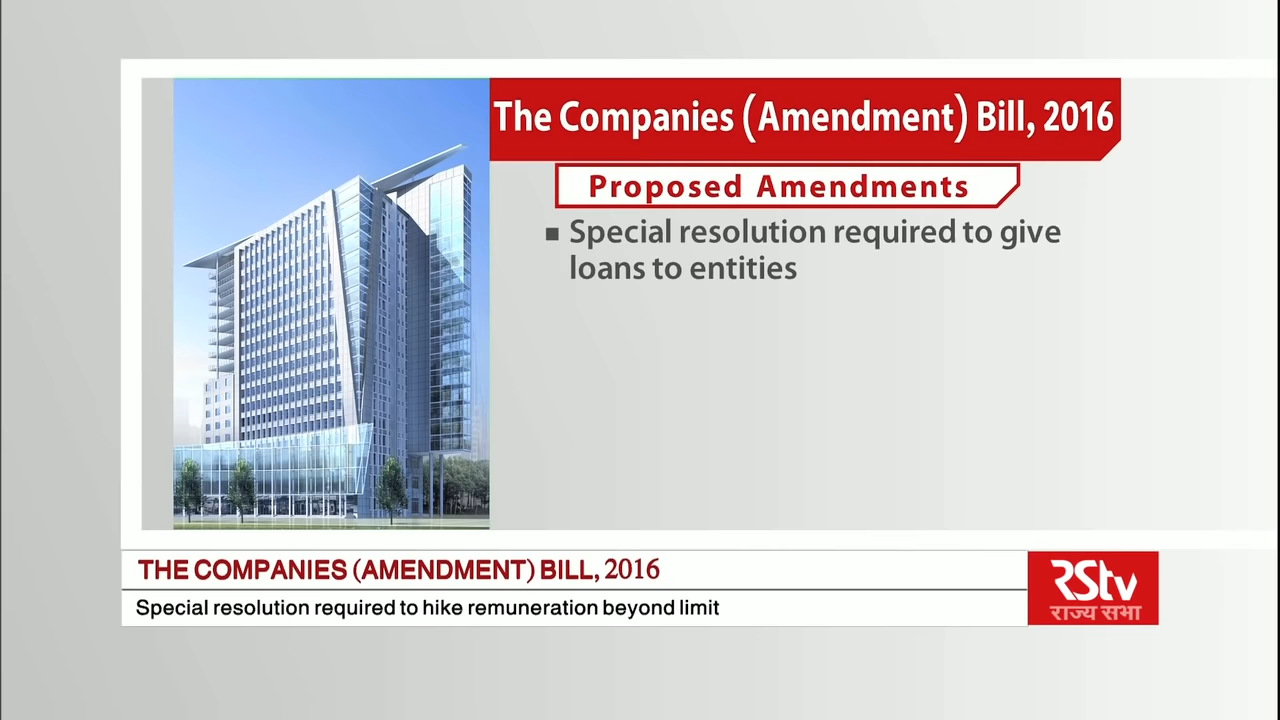 The Companies (Amendment) Bill, 2016
Proposed Amendments
▪ Special resolution required to give
loans to entities
THE COMPANIES (AMENDMENT) BILL, 2016
Special resolution required to hike remuneration beyond limit
RStv
राज्य सभा